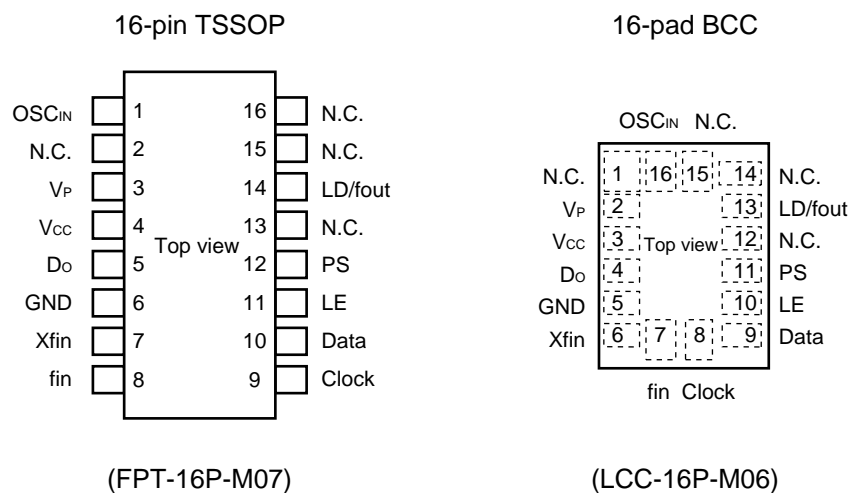 16-pin TSSOP
OSCIN 1 16 N.C.
N.C. 2 15 N.C.
VP 3 14 LD/fout
VCC 4 13 N.C.
Top view
DO 5 12 PS
GND 6 11 LE
Xfin 7 10 Data
fin 8 9 Clock
(FPT-16P-M07)
16-pad BCC
OSCIN N.C.
N.C. 1 16 15 14 N.C.
VP 2 13 LD/fout
VCC 3 Top view 12 N.C.
DO 4 11 PS
GND 5 10 LE
Xfin 6 7 8 9 Data
fin Clock
(LCC-16P-M06)